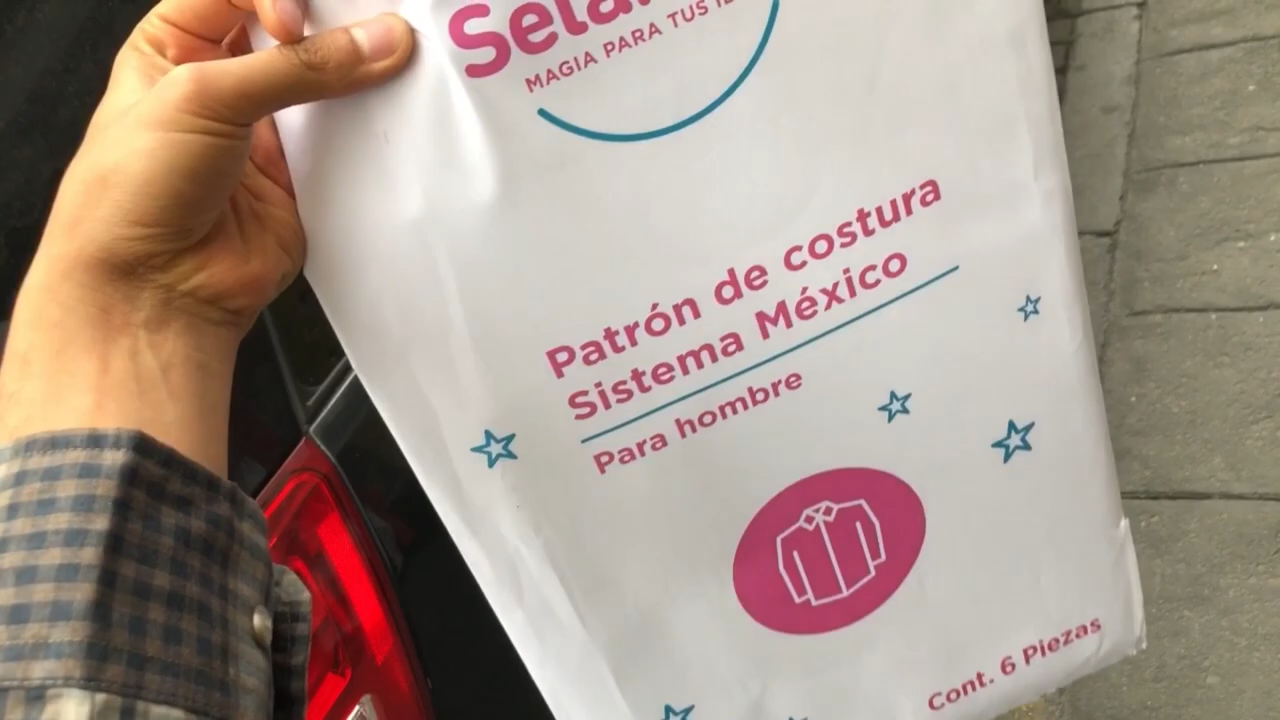 MAGIA PARA TUS
Patrón de costura
Sistema México
Para hombre
Cont. 6 Piezas